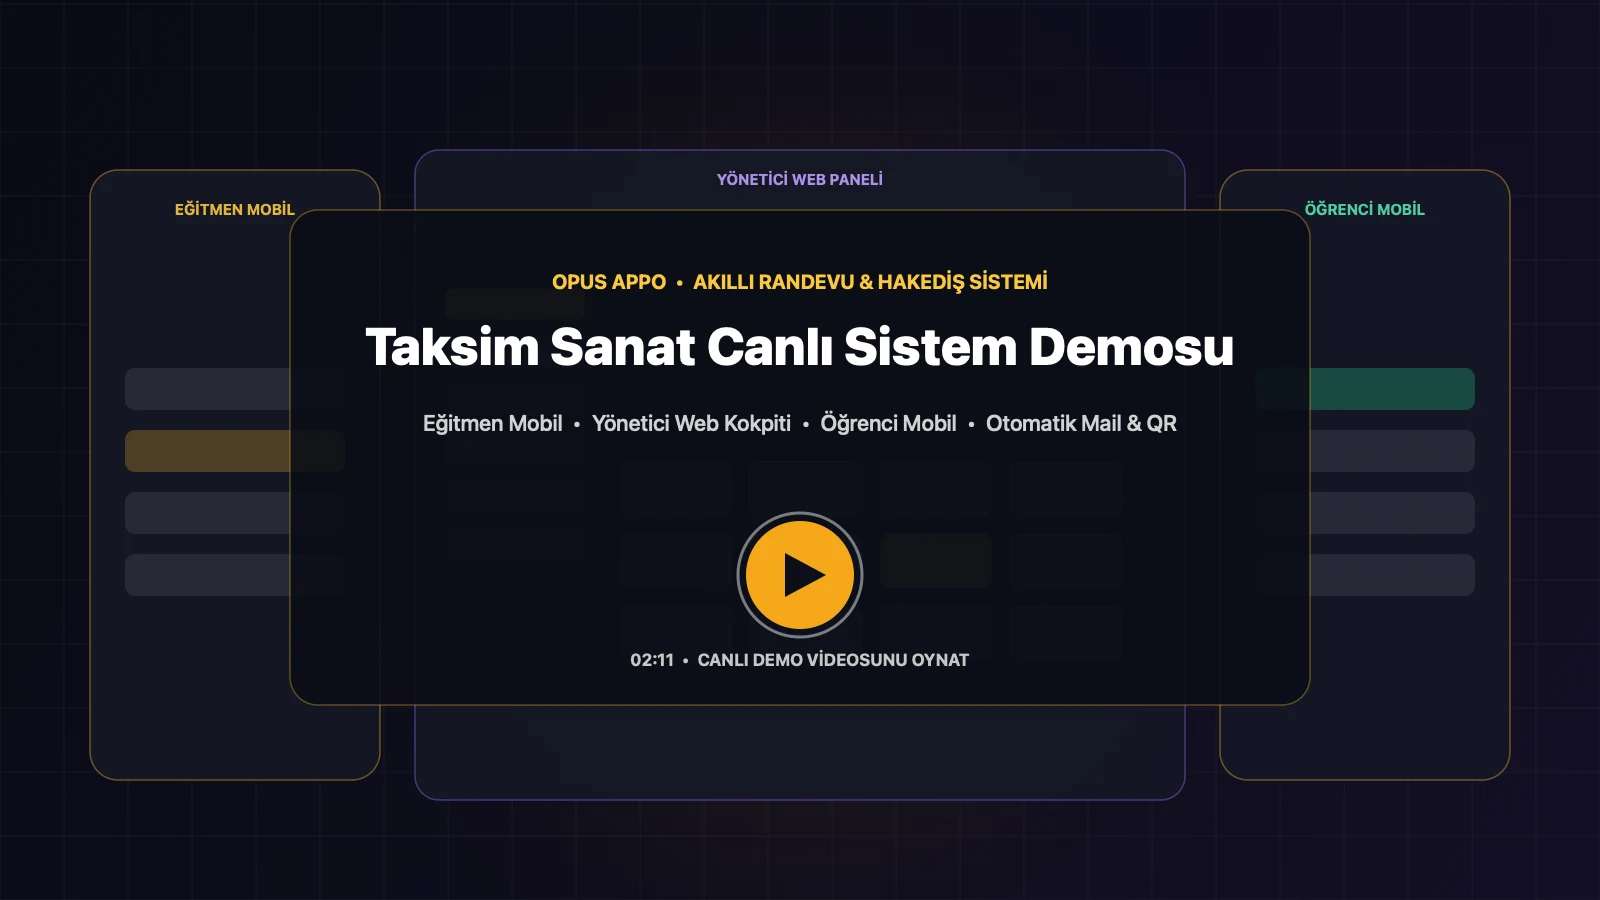 YÖNETİCİ WEB PANELİ
EĞİTMEN MOBİL
ÖĞRENCİ MOBİL
OPUS APPO • AKILLI RANDEVU & HAKEDİŞ SİSTEMİ
Taksim Sanat Canlı Sistem Demosu
Eğitmen Mobil • Yönetici Web Kokpiti • Öğrenci Mobil • Otomatik Mail & QR
02:11 • CANLI DEMO VİDEOSUNU OYNAT